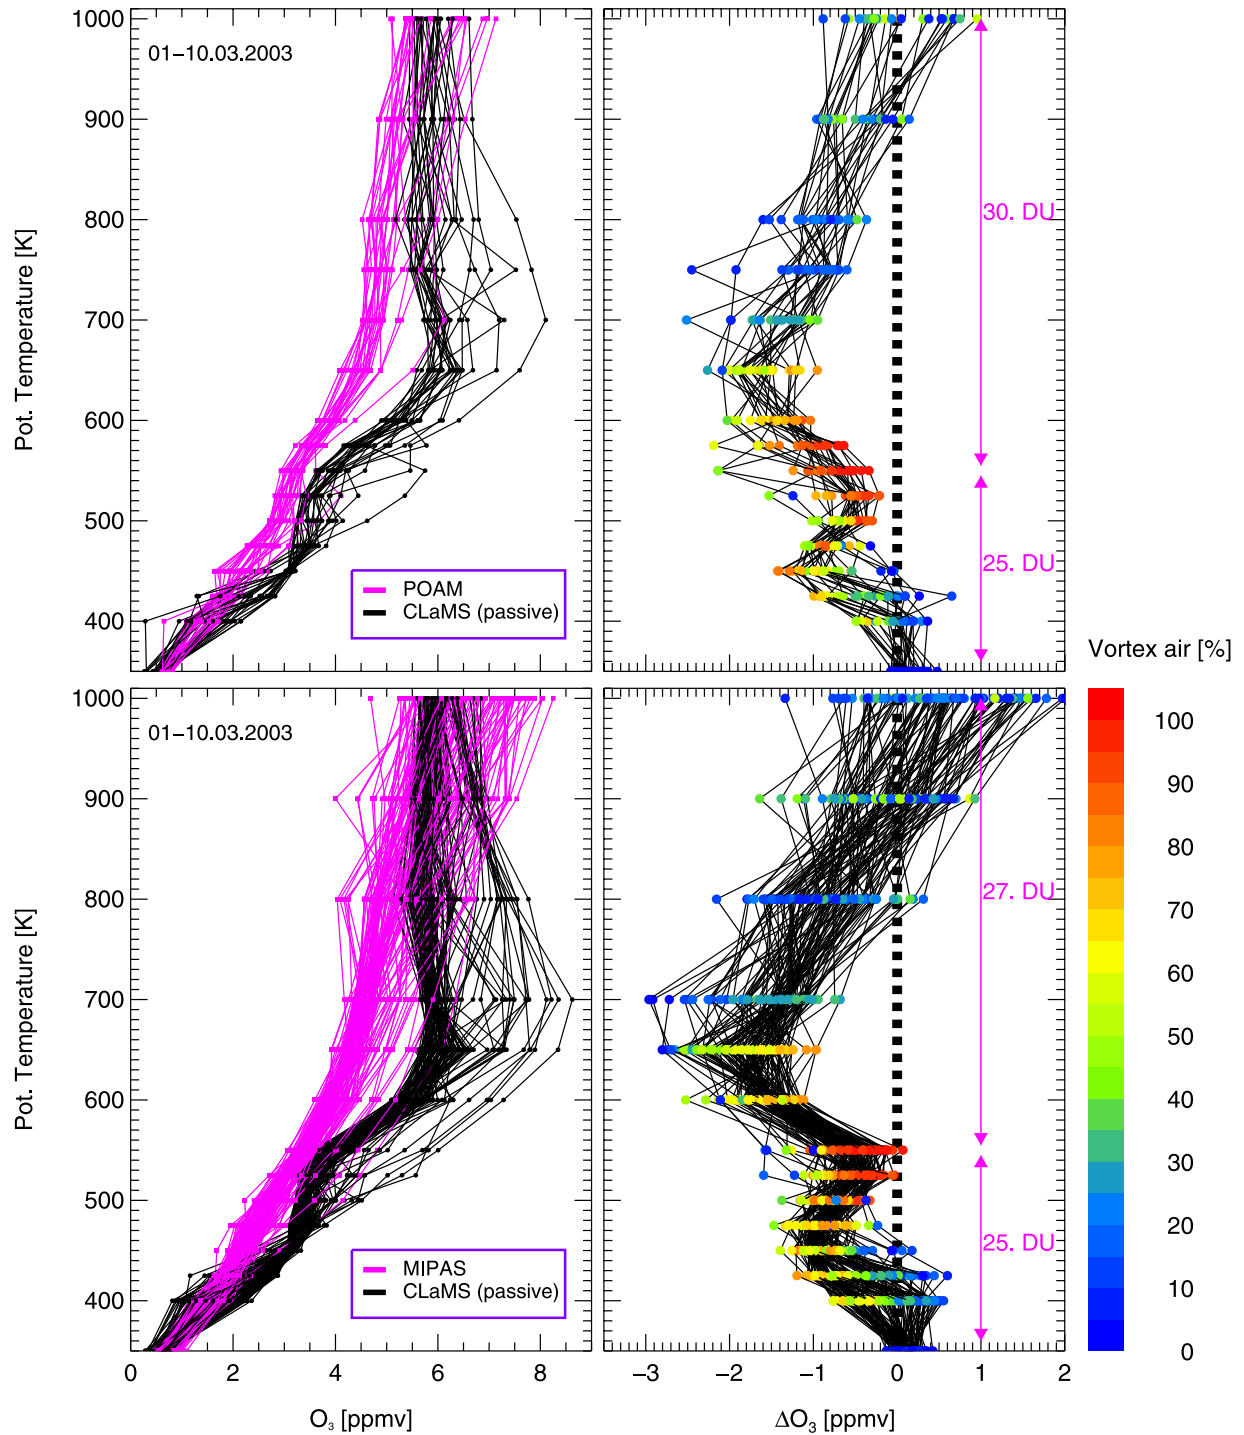 1000
900
800
700
600
500
400
Pot. Temperature [K]
01–10.03.2003
POAM
CLaMS (passive)
30. DU
25. DU
1000
900
800
700
600
500
400
Pot. Temperature [K]
01–10.03.2003
MIPAS
CLaMS (passive)
0
2
4
6
8
O₃ [ppmv]
27. DU
25. DU
−3
−2
−1
0
1
2
ΔO₃ [ppmv]
Vortex air [%]
100
90
80
70
60
50
40
30
20
10
0